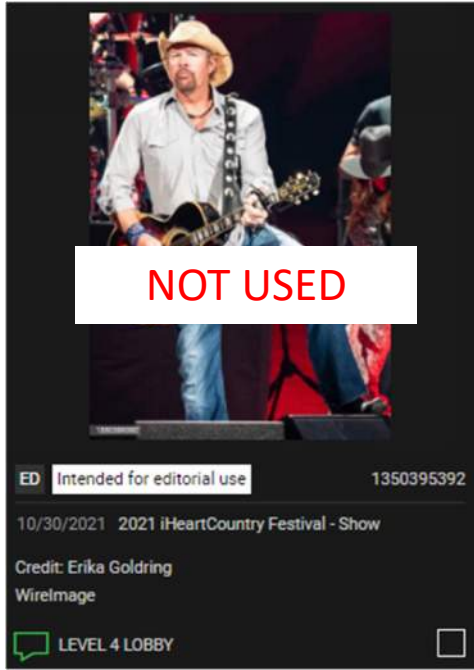 NOT USED
ED Intended for editorial use 1350395392
10/30/2021 2021 iHeartCountry Festival - Show
Credit: Erika Goldring
WireImage
LEVEL 4 LOBBY